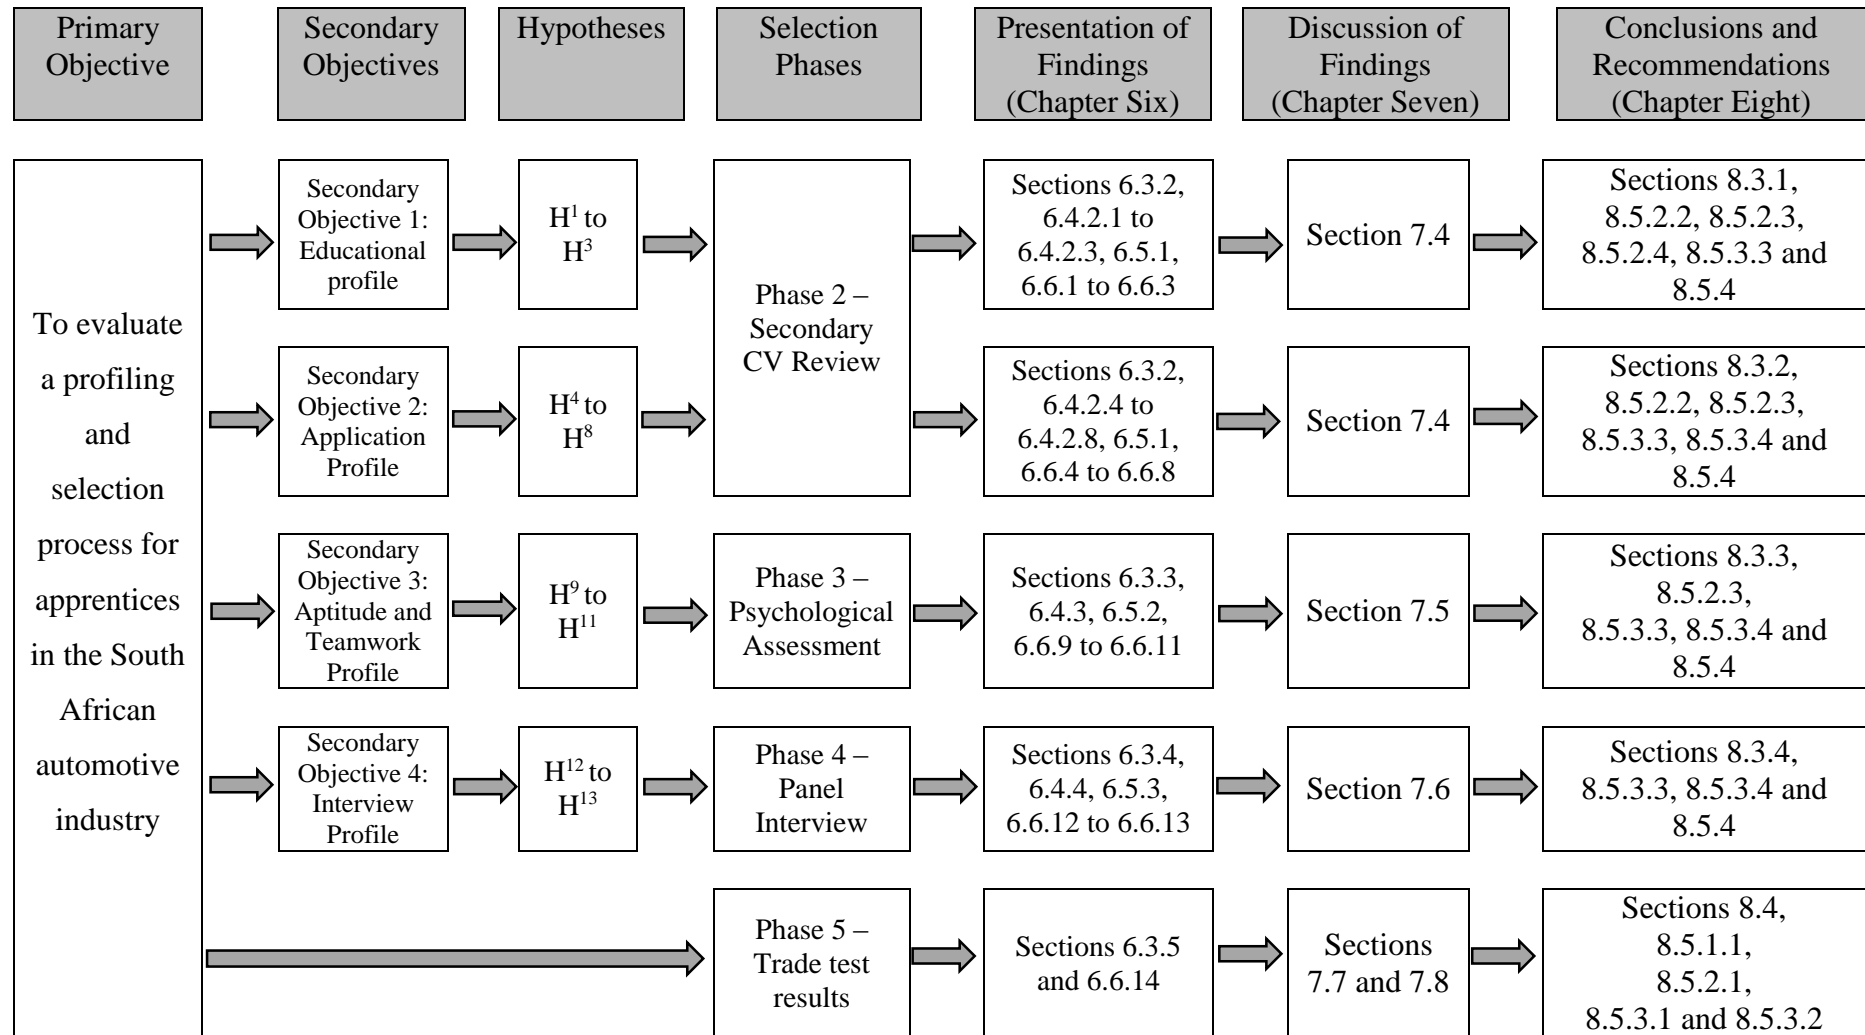 Primary
Objective
Secondary
Objectives
Hypotheses
Selection
Phases
Presentation of
Findings
(Chapter Six)
Discussion of
Findings
(Chapter Seven)
Conclusions and
Recommendations
(Chapter Eight)
To evaluate
a profiling
and
selection
process for
apprentices
in the South
African
automotive
industry
Secondary
Objective 1:
Educational
profile
H¹ to
H³
Phase 2 –
Secondary
CV Review
Sections 6.3.2,
6.4.2.1 to
6.4.2.3, 6.5.1,
6.6.1 to 6.6.3
Section 7.4
Sections 8.3.1,
8.5.2.2, 8.5.2.3,
8.5.2.4, 8.5.3.3 and
8.5.4
Secondary
Objective 2:
Application
Profile
H⁴ to
H⁸
Sections 6.3.2,
6.4.2.4 to
6.4.2.8, 6.5.1,
6.6.4 to 6.6.8
Section 7.4
Sections 8.3.2,
8.5.2.2, 8.5.2.3,
8.5.3.3, 8.5.3.4 and
8.5.4
Secondary
Objective 3:
Aptitude and
Teamwork
Profile
H⁹ to
H¹¹
Phase 3 –
Psychological
Assessment
Sections 6.3.3,
6.4.3, 6.5.2,
6.6.9 to 6.6.11
Section 7.5
Sections 8.3.3,
8.5.2.3,
8.5.3.3, 8.5.3.4 and
8.5.4
Secondary
Objective 4:
Interview
Profile
H¹² to
H¹³
Phase 4 –
Panel
Interview
Sections 6.3.4,
6.4.4, 6.5.3,
6.6.12 to 6.6.13
Section 7.6
Sections 8.3.4,
8.5.3.3, 8.5.3.4 and
8.5.4
Phase 5 –
Trade test
results
Sections 6.3.5
and 6.6.14
Sections
7.7 and 7.8
Sections 8.4,
8.5.1.1,
8.5.2.1,
8.5.3.1 and 8.5.3.2